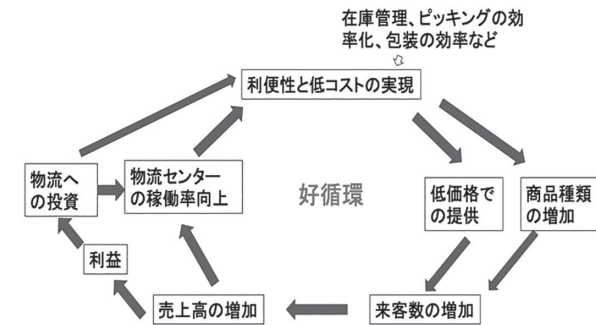 在庫管理、ピッキングの効
率化、包装の効率など
利便性と低コストの実現
物流への投資
物流センター
の稼働率向上
好循環
低価格で
の提供
商品種類
の増加
利益
売上高の増加
来客数の増加